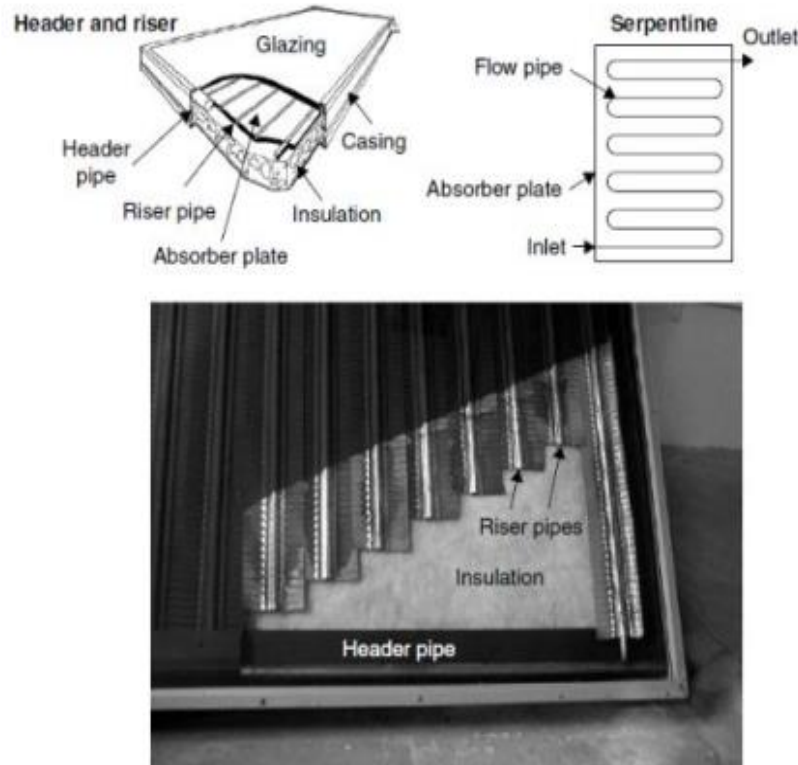 Header and riser
Glazing
Header
pipe
Riser pipe
Absorber plate
Insulation
Casing
Serpentine
Outlet
Flow pipe
Absorber plate
Inlet
Riser pipes
Insulation
Header pipe